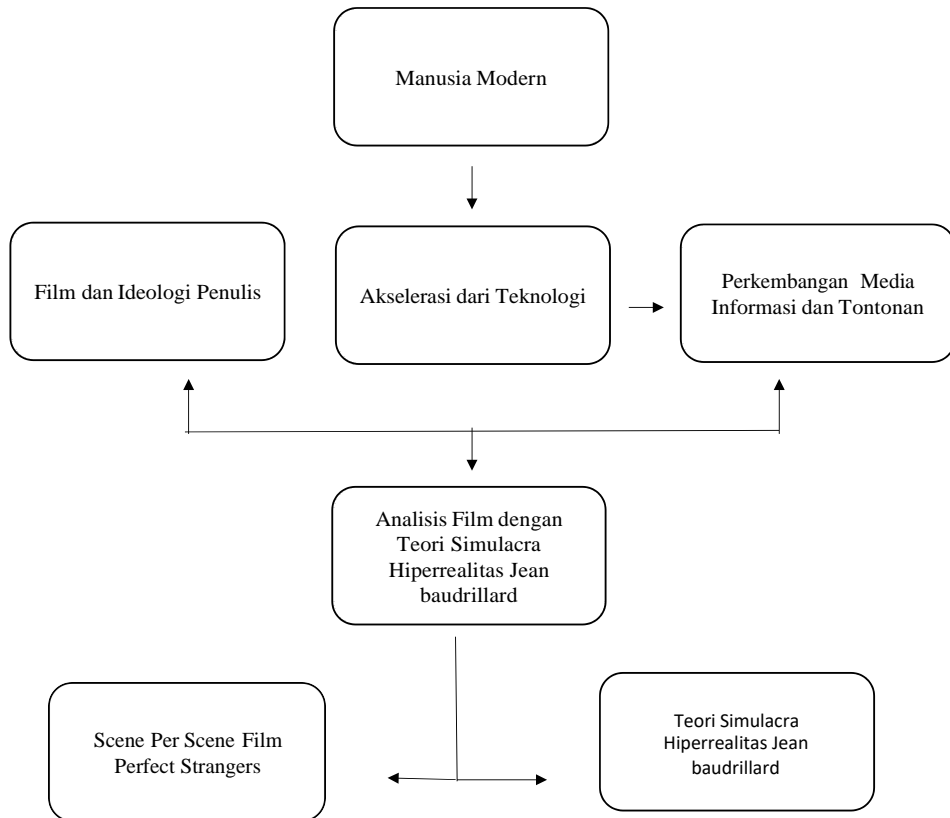 Manusia Modern
Film dan Ideologi Penulis
Akselerasi dari Teknologi
Perkembangan Media
Informasi dan Tontonan
Analisis Film dengan
Teori Simulacra
Hiperrealitas Jean
baudrillard
Scene Per Scene Film
Perfect Strangers
Teori Simulacra
Hiperrealitas Jean
baudrillard